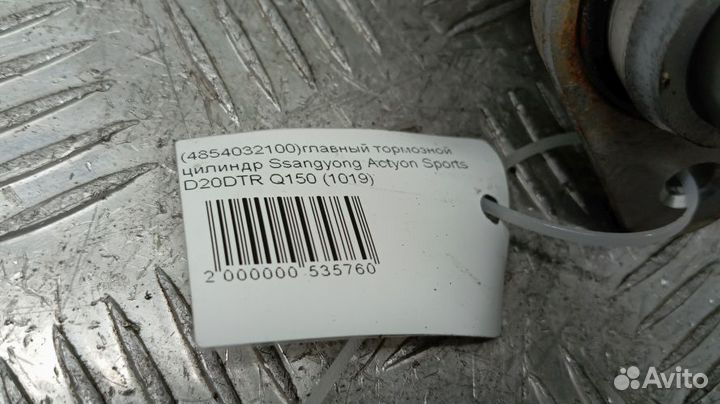 (4854032100)главный тормозной
цилиндр Ssangyong Actyon Sports
D20DTR Q150 (1019)
2 000000 535760
Avito